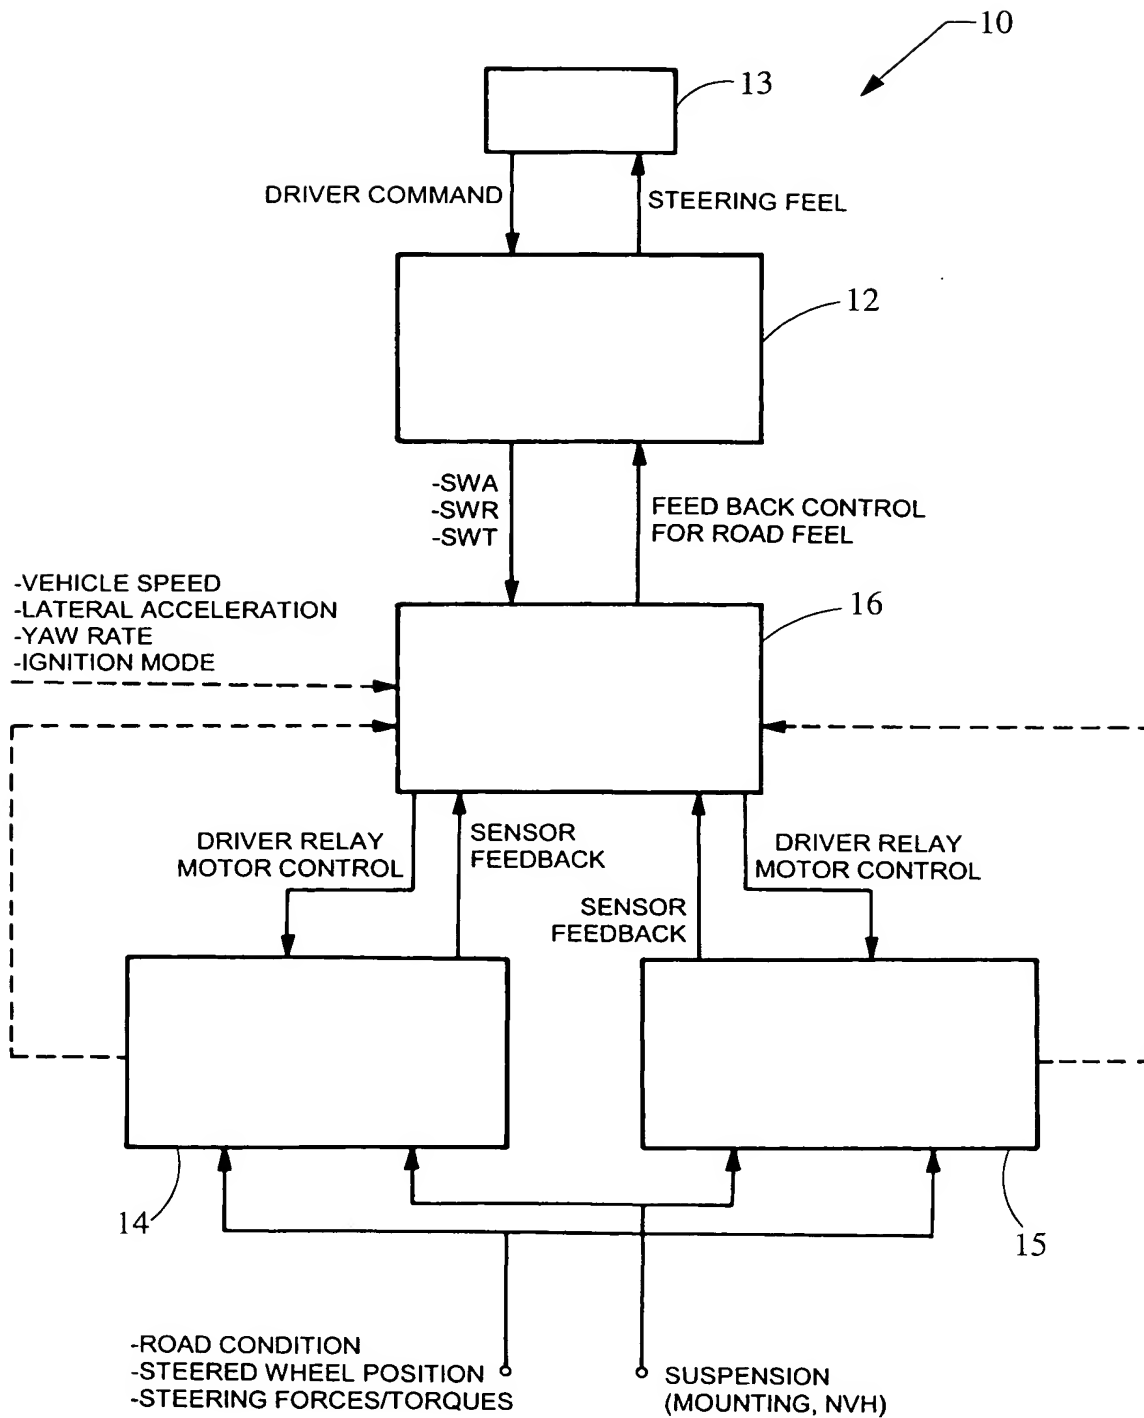 10
13
DRIVER COMMAND
STEERING FEEL
12
-SWA
-SWR
-SWT
FEED BACK CONTROL
FOR ROAD FEEL
-VEHICLE SPEED
-LATERAL ACCELERATION
-YAW RATE
-IGNITION MODE
16
DRIVER RELAY
MOTOR CONTROL
SENSOR
FEEDBACK
SENSOR
FEEDBACK
DRIVER RELAY
MOTOR CONTROL
14
15
-ROAD CONDITION
-STEERED WHEEL POSITION
-STEERING FORCES/TORQUES
SUSPENSION
(MOUNTING, NVH)